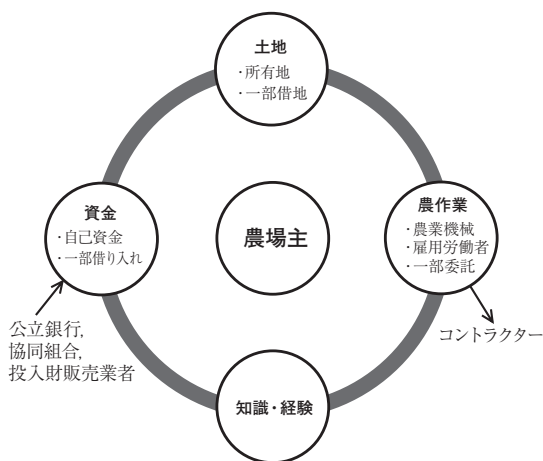 土地
・所有地
・一部借地
資金
・自己資金
・一部借り入れ
農場主
農作業
・農業機械
・雇用労働者
・一部委託
公立銀行,
協同組合,
投入財販売業者
コントラクター
知識・経験